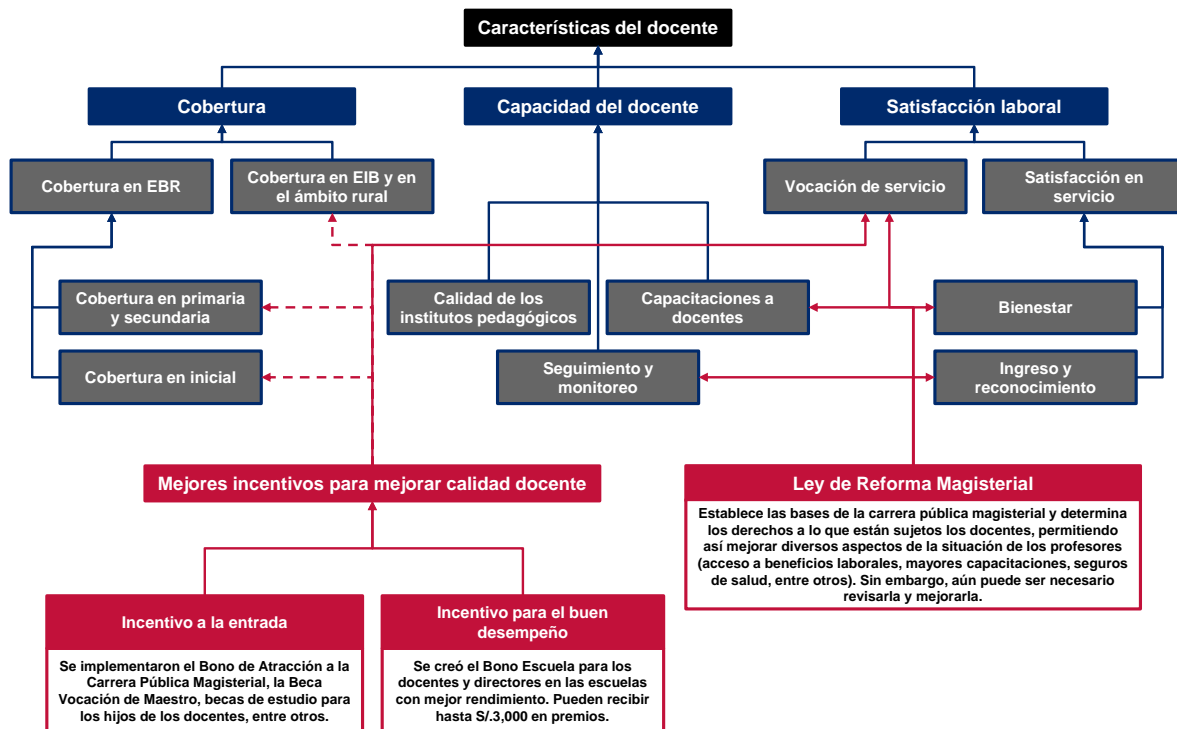 Características del docente
Cobertura
Capacidad del docente
Satisfacción laboral
Cobertura en EBR
Cobertura en EIB y en
el ámbito rural
Vocación de servicio
Satisfacción en
servicio
Cobertura en primaria
y secundaria
Calidad de los
institutos pedagógicos
Capacitaciones a
docentes
Bienestar
Cobertura en inicial
Seguimiento y
monitoreo
Ingreso y
reconocimiento
Mejores incentivos para mejorar calidad docente
Ley de Reforma Magisterial
Establece las bases de la carrera pública magisterial y determina
los derechos a lo que están sujetos los docentes, permitiendo
así mejorar diversos aspectos de la situación de los profesores
(acceso a beneficios laborales, mayores capacitaciones, seguros
de salud, entre otros). Sin embargo, aún puede ser necesario
revisarla y mejorarla.
Incentivo a la entrada
Se implementaron el Bono de Atracción a la
Carrera Pública Magisterial, la Beca
Vocación de Maestro, becas de estudio para
los hijos de los docentes, entre otros.
Incentivo para el buen
desempeño
Se creó el Bono Escuela para los
docentes y directores en las escuelas
con mejor rendimiento. Pueden recibir
hasta S/.3,000 en premios.